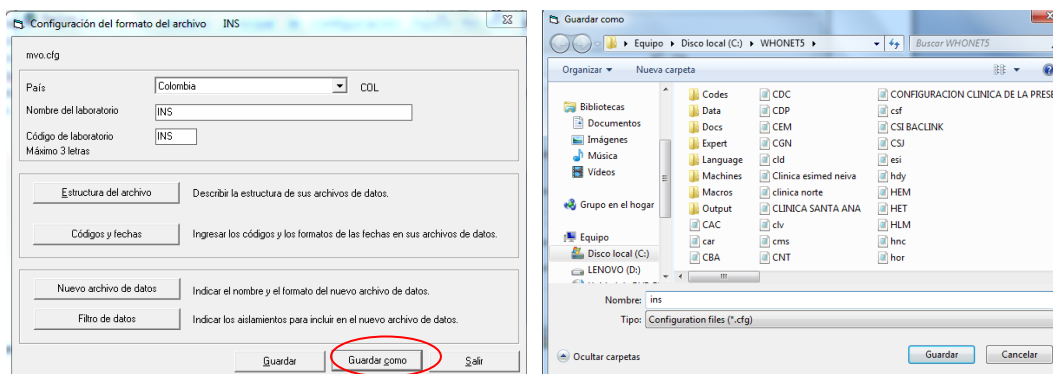 Configuración del formato del archivo INS
mvo.cfg
País Colombia COL
Nombre del laboratorio INS
Código de laboratorio INS
Máximo 3 letras
Estructura del archivo Describir la estructura de sus archivos de datos.
Códigos y fechas Ingresar los códigos y los formatos de las fechas en sus archivos de datos.
Nuevo archivo de datos Indicar el nombre y el formato del nuevo archivo de datos.
Filtro de datos Indicar los aislamientos para incluir en el nuevo archivo de datos.
Guardar Guardar como Salir
Guardar como
Equipo Disco local (C:) WHONET5 Buscar WHONET5
Organizar Nueva carpeta
Bibliotecas
Documentos
Imágenes
Música
Vídeos
Grupo en el hogar
Equipo
Disco local (C:)
LENOVO (D:)
Codes
Data
Docs
Expert
Language
Machines
Macros
Output
CAC
car
CBA
CDC
CDP
CEM
CGN
cld
Clinica esimed neiva
clinica norte
CLINICA SANTA ANA
clv
cms
CNT
CONFIGURACION CLINICA DE LA PRESE
csf
CSI BACLINK
CSJ
esi
hdy
HEM
HET
HLM
hnc
hor
Nombre: ins
Tipo: Configuration files (*.cfg)
Ocultar carpetas Guardar Cancelar